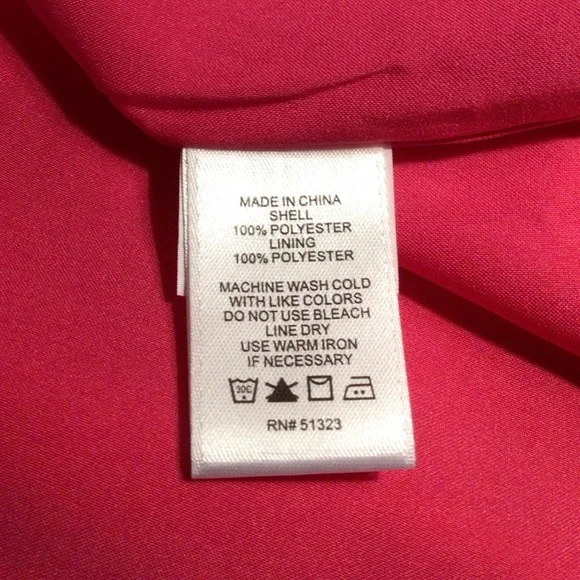 MADE IN CHINA
SHELL
100% POLYESTER
LINING
100% POLYESTER
MACHINE WASH COLD
WITH LIKE COLORS
DO NOT USE BLEACH
LINE DRY
USE WARM IRON
IF NECESSARY
30C
RN# 51323